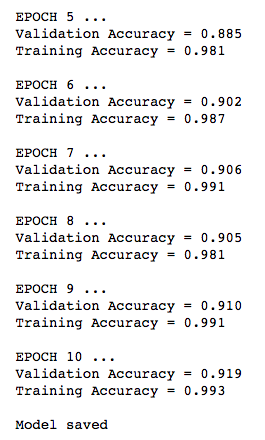 EPOCH 5 ...
Validation Accuracy = 0.885
Training Accuracy = 0.981
EPOCH 6 ...
Validation Accuracy = 0.902
Training Accuracy = 0.987
EPOCH 7 ...
Validation Accuracy = 0.906
Training Accuracy = 0.991
EPOCH 8 ...
Validation Accuracy = 0.905
Training Accuracy = 0.981
EPOCH 9 ...
Validation Accuracy = 0.910
Training Accuracy = 0.991
EPOCH 10 ...
Validation Accuracy = 0.919
Training Accuracy = 0.993
Model saved